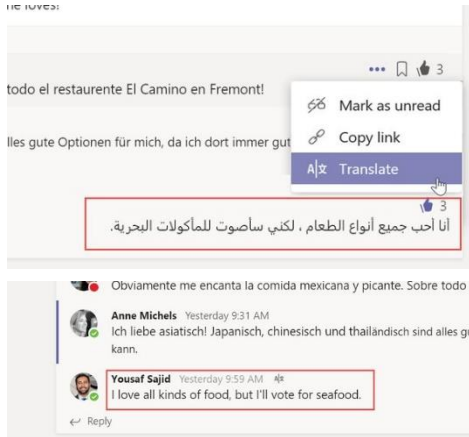 he loves!
3
todo el restaurente El Camino en Fremont!
Mark as unread
lles gute Optionen für mich, da ich dort immer gut
Copy link
Translate
3
أنا أحب جميع أنواع الطعام ، لكني سأصوت للمأكولات البحرية.
Obviamente me encanta la comida mexicana y picante. Sobre todo
Anne Michels Yesterday 9:31 AM
Ich liebe asiatisch! Japanisch, chinesisch und thailändisch sind alles g
kann.
Yousaf Sajid Yesterday 9:59 AM
I love all kinds of food, but I'll vote for seafood.
Reply